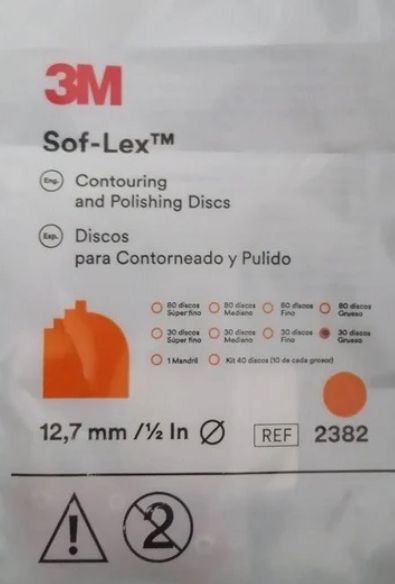 3M
Sof-Lex™
Eng. Contouring
and Polishing Discs
Esp. Discos
para Contorneado y Pulido
80 discos 80 discos 80 discos 80 discos
Súper fino Mediano Fino Grueso
30 discos 30 discos 30 discos 30 discos
Súper fino Mediano Fino Grueso
1 Mandril Kit 40 discos (10 de cada grosor)
12,7 mm /½ In Ø REF 2382
! 2